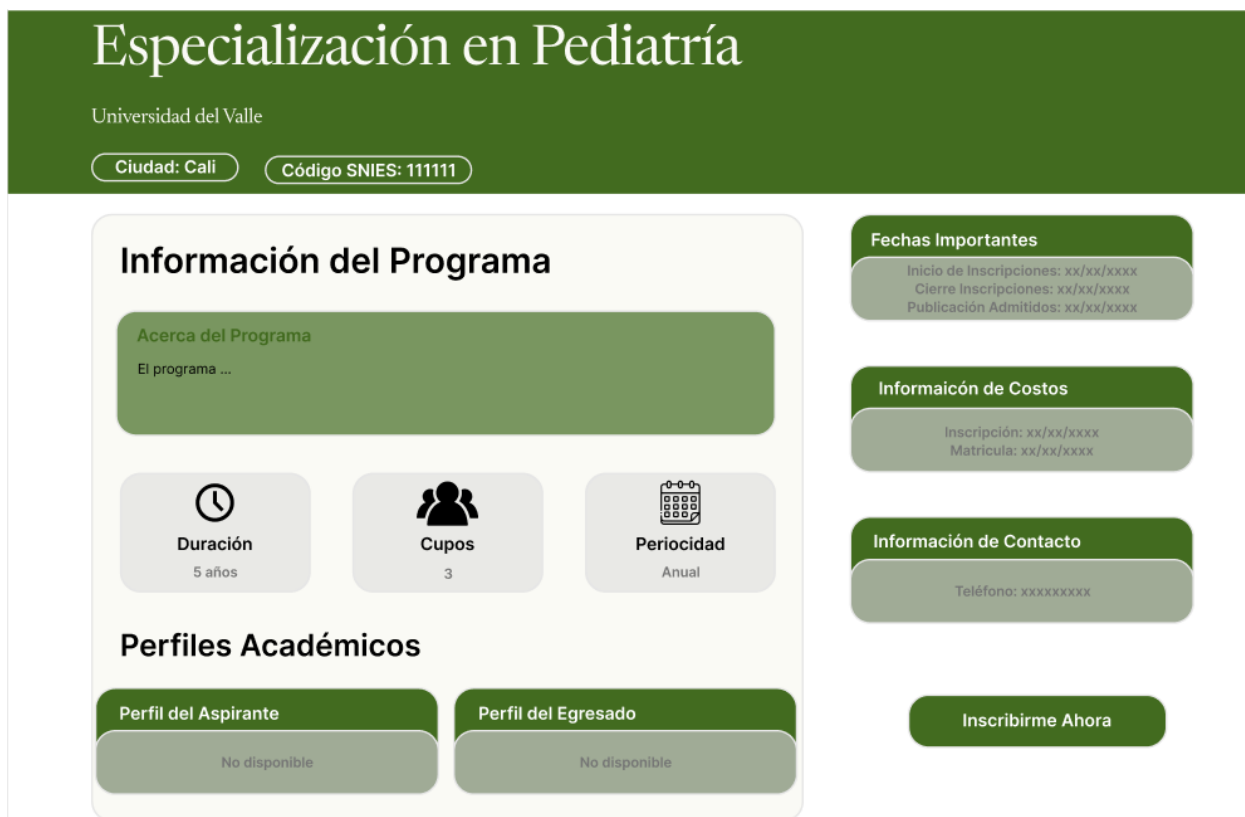 Especialización en Pediatría
Universidad del Valle
Ciudad: Cali
Código SNIES: 111111
Información del Programa
Acerca del Programa
El programa ...
Duración
5 años
Cupos
3
Periocidad
Anual
Perfiles Académicos
Perfil del Aspirante
No disponible
Perfil del Egresado
No disponible
Fechas Importantes
Inicio de Inscripciones: xx/xx/xxxx
Cierre Inscripciones: xx/xx/xxxx
Publicación Admitidos: xx/xx/xxxx
Informaicón de Costos
Inscripción: xx/xx/xxxx
Matricula: xx/xx/xxxx
Información de Contacto
Teléfono: xxxxxxxxx
Inscribirme Ahora